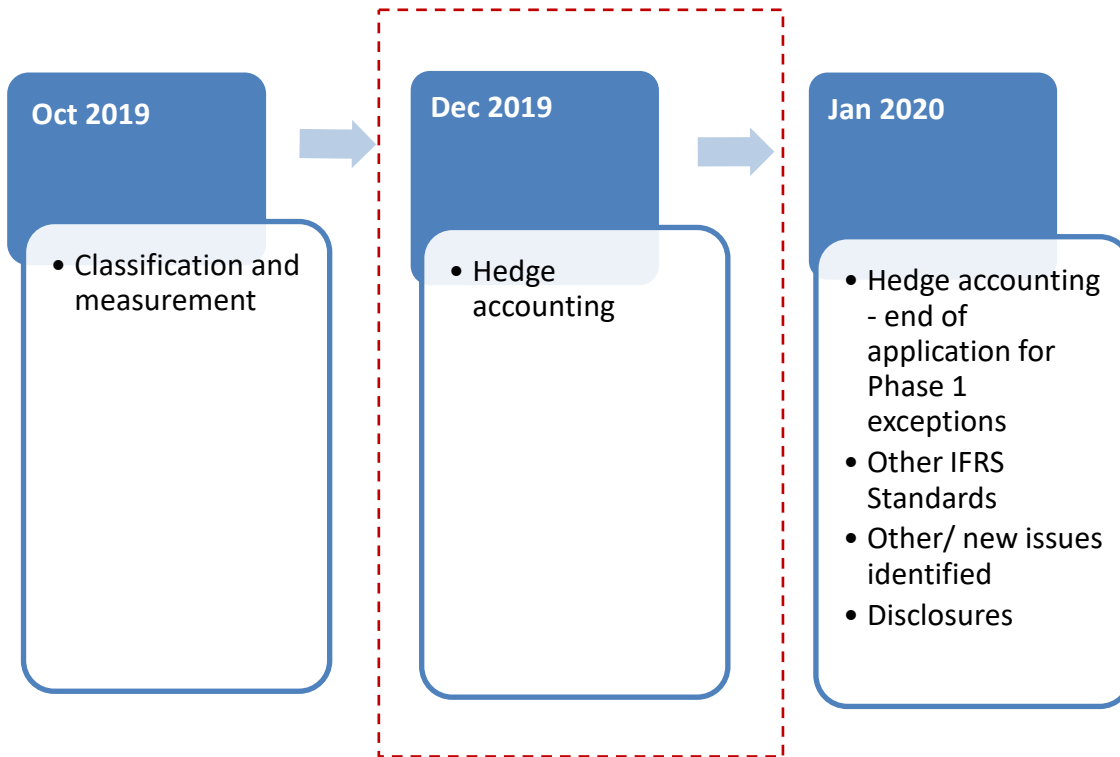 Oct 2019
• Classification and
measurement
Dec 2019
• Hedge
accounting
Jan 2020
• Hedge accounting
- end of
application for
Phase 1
exceptions
• Other IFRS
Standards
• Other/ new issues
identified
• Disclosures